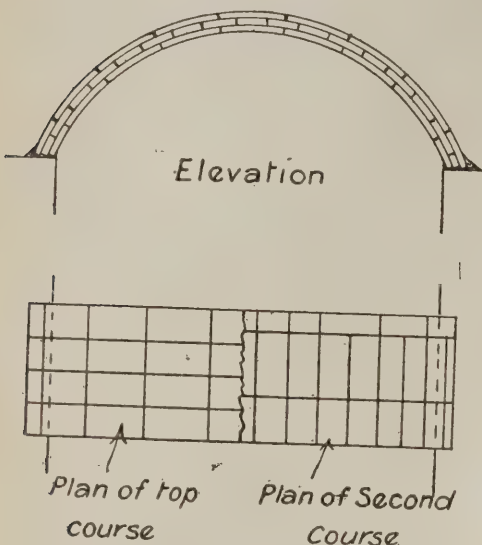 Elevation
Plan of top
course
Plan of Second
Course